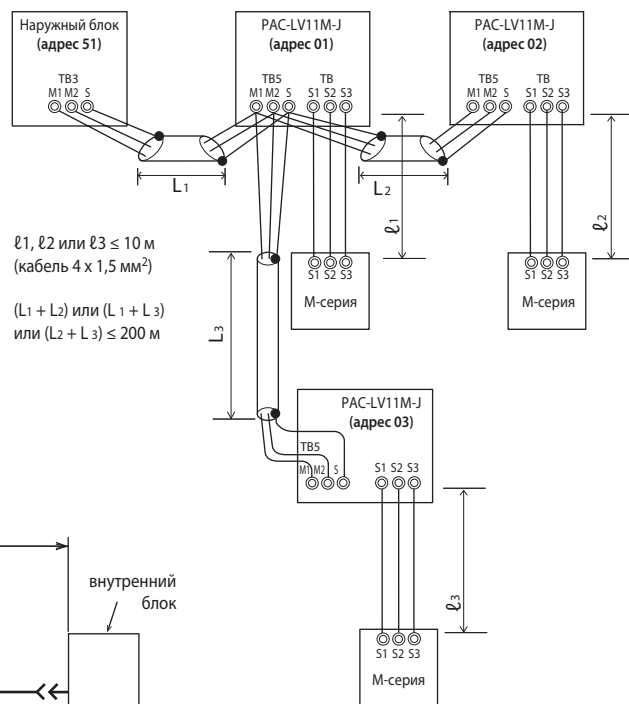 Наружный блок
(адрес 51)
TB3
M1 M2 S
PAC-LV11M-J
(адрес 01)
TB5 TB
M1 M2 S S1 S2 S3
PAC-LV11M-J
(адрес 02)
TB5 TB
M1 M2 S S1 S2 S3
L1
L2
ℓ1
ℓ2
ℓ1, ℓ2 или ℓ3 ≤ 10 м
(кабель 4 x 1,5 мм²)
(L1 + L2) или (L 1 + L 3)
или (L2 + L 3) ≤ 200 м
S1 S2 S3
М-серия
S1 S2 S3
М-серия
L3
PAC-LV11M-J
(адрес 03)
TB5
M1 M2 S S1 S2 S3
ℓ3
внутренний
блок
S1 S2 S3
М-серия